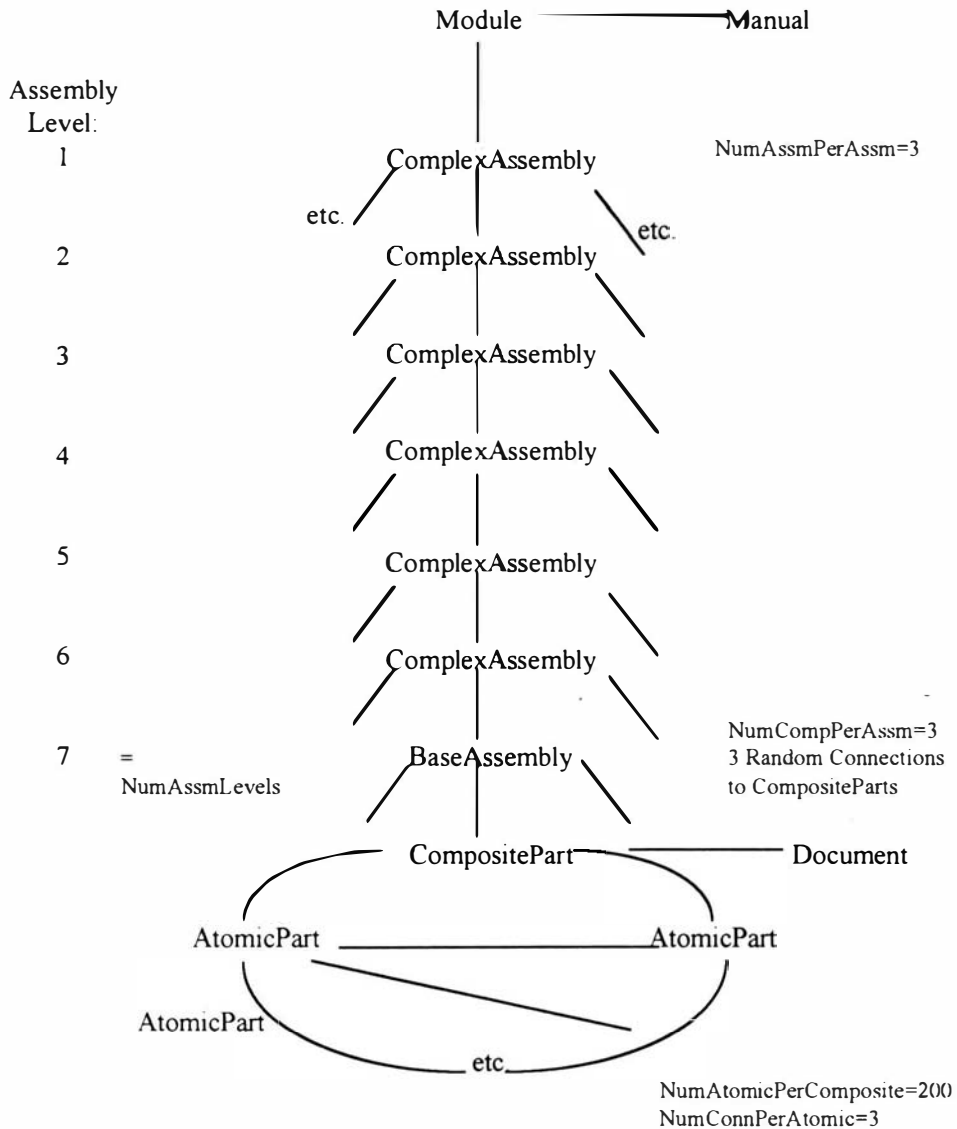 Module Manual
Assembly
Level:
1 ComplexAssembly NumAssmPerAssm=3
etc. etc.
2 ComplexAssembly
3 ComplexAssembly
4 ComplexAssembly
5 ComplexAssembly
6 ComplexAssembly
7 = BaseAssembly NumCompPerAssm=3
NumAssmLevels 3 Random Connections
to CompositeParts
CompositePart Document
AtomicPart AtomicPart
AtomicPart
etc.
NumAtomicPerComposite=200
NumConnPerAtomic=3